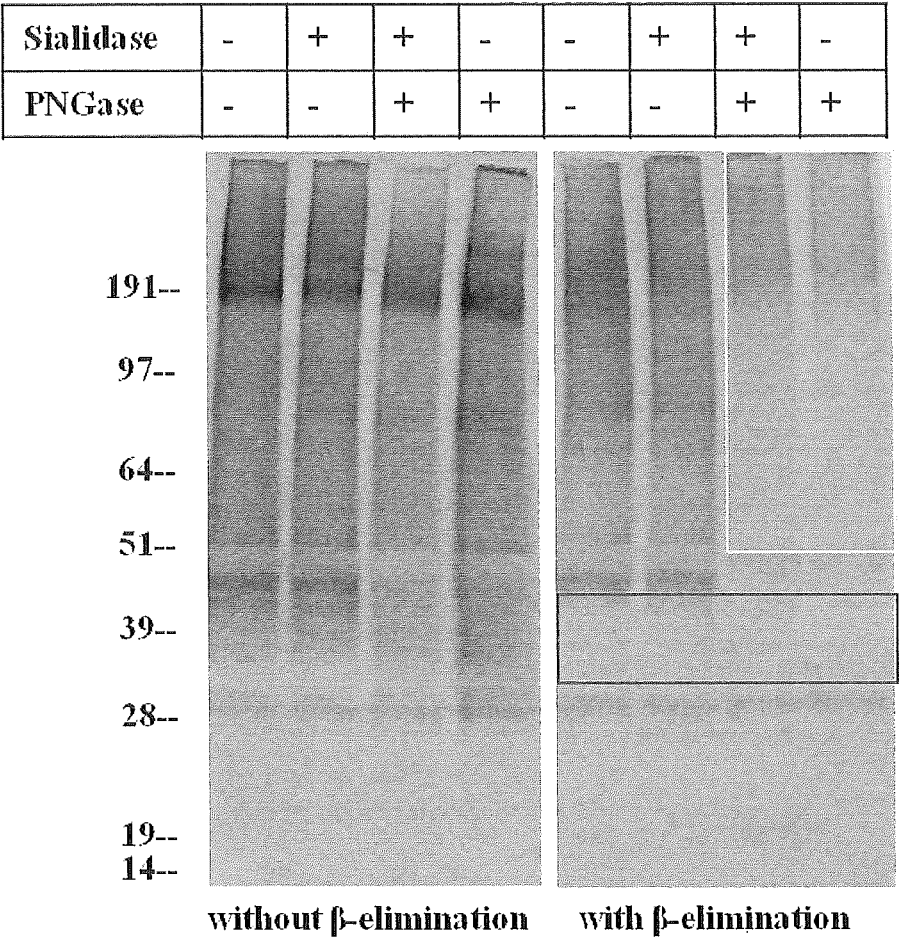 Sialidase - + + - - + + -
PNGase - - + + - - + +
191--
97--
64--
51--
39--
28--
19--
14--
without β-elimination with β-elimination